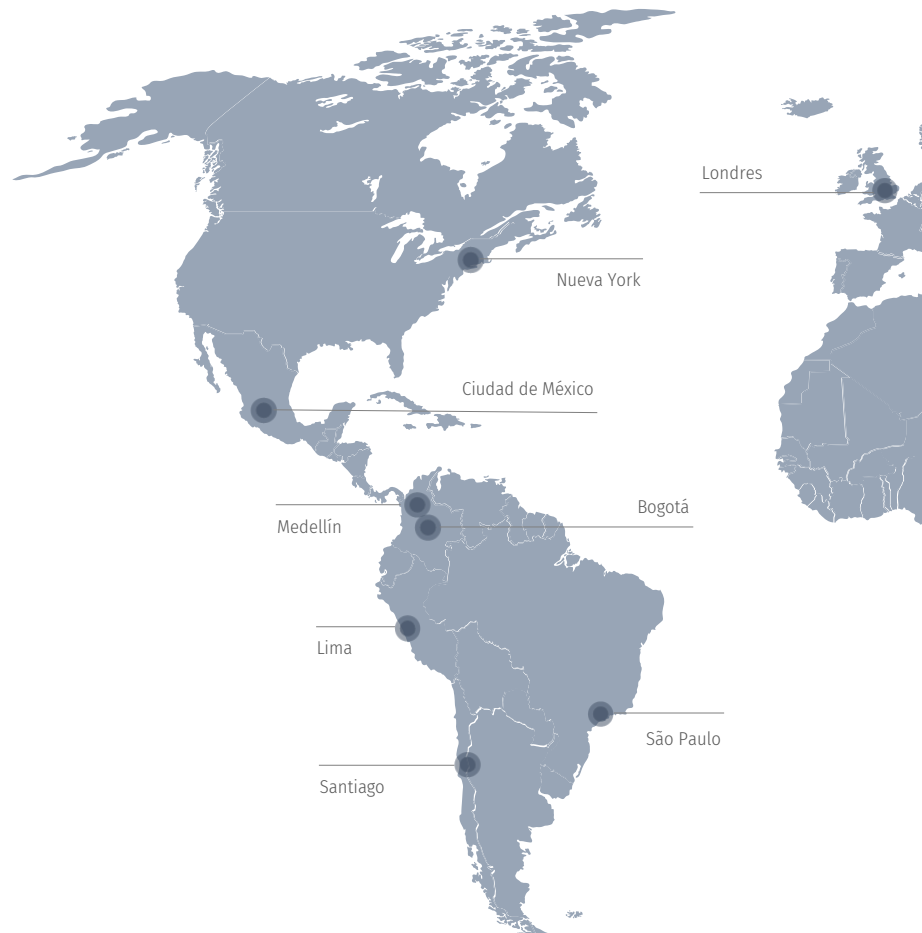 Londres
Nueva York
Ciudad de México
Bogotá
Medellín
Lima
São Paulo
Santiago